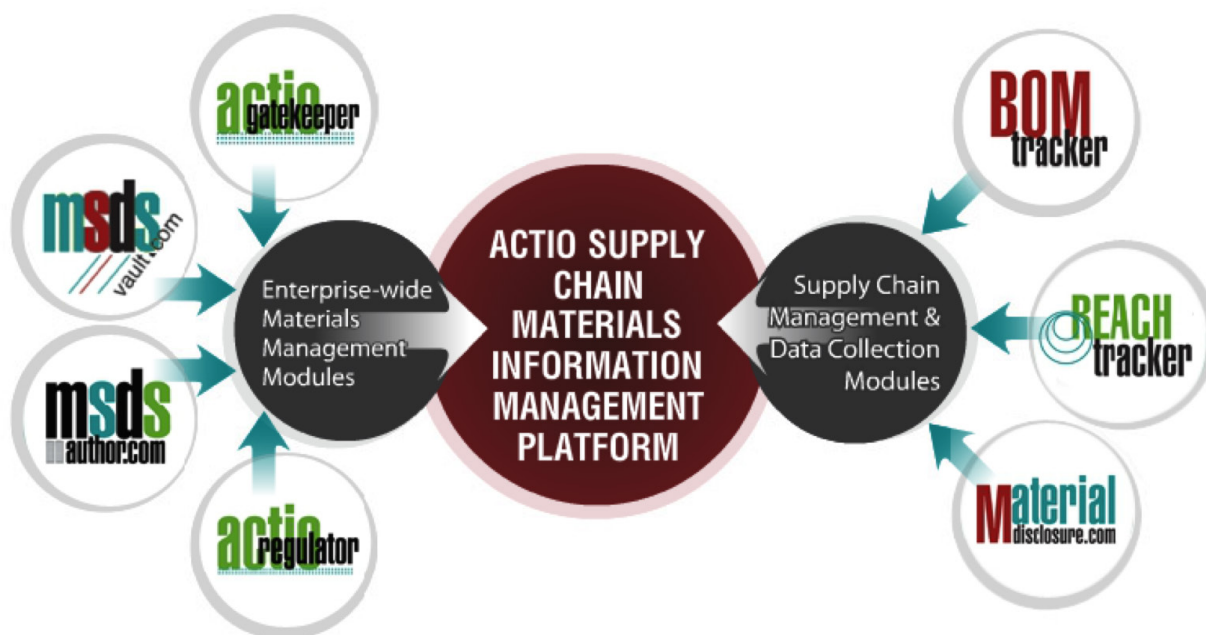 actio
gatekeeper
msds
vault.com
msds
author.com
actio
regulator
Enterprise-wide
Materials
Management
Modules
ACTIO SUPPLY
CHAIN
MATERIALS
INFORMATION
MANAGEMENT
PLATFORM
Supply Chain
Management &
Data Collection
Modules
BOM
tracker
REACH
tracker
Material
disclosure.com